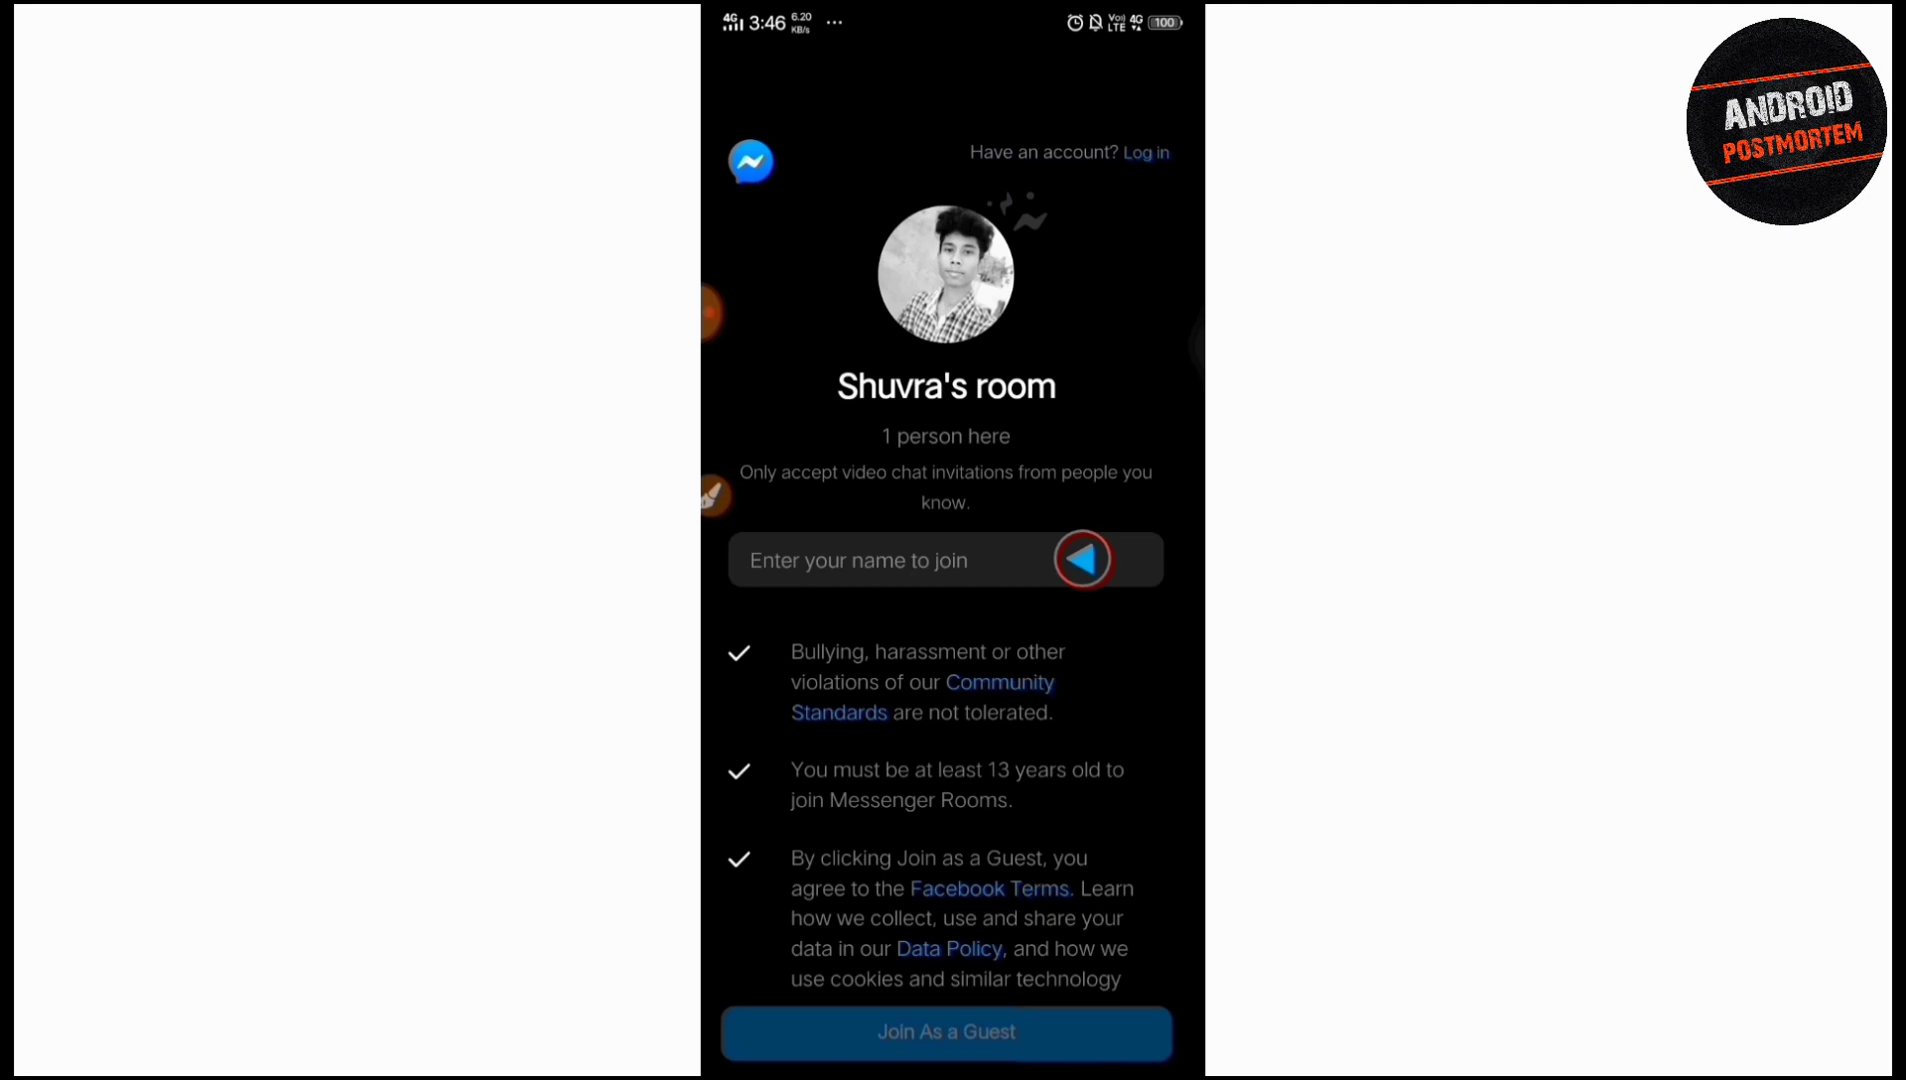 4G 3:46 6.20 KB/s ...
Vo) LTE 4G 100
ANDROID
POSTMORTEM
Have an account? Log in
Shuvra's room
1 person here
Only accept video chat invitations from people you
know.
Enter your name to join
Bullying, harassment or other
violations of our Community
Standards are not tolerated.
You must be at least 13 years old to
join Messenger Rooms.
By clicking Join as a Guest, you
agree to the Facebook Terms. Learn
how we collect, use and share your
data in our Data Policy, and how we
use cookies and similar technology
Join As a Guest